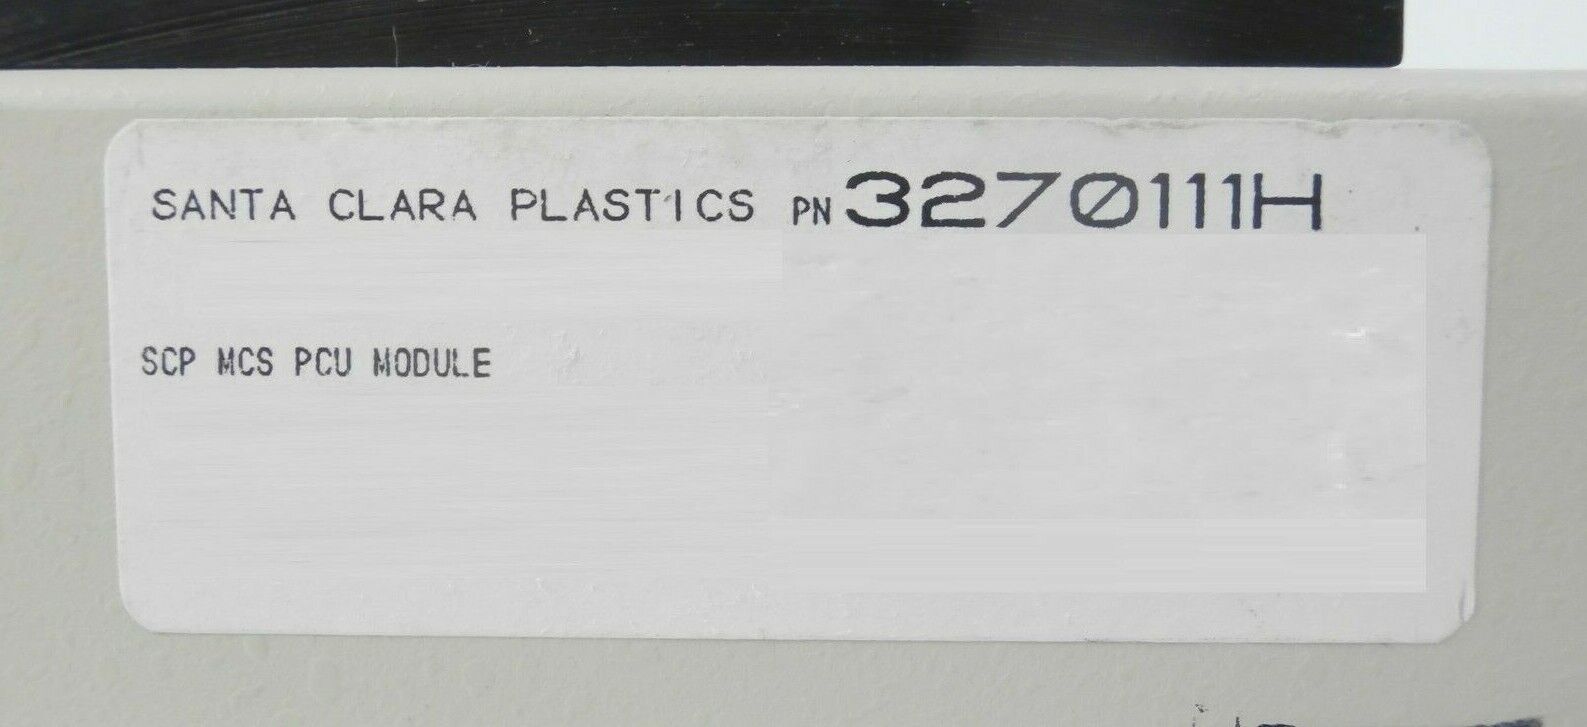 SANTA CLARA PLASTICS PN 3270111H
SCP MCS PCU MODULE